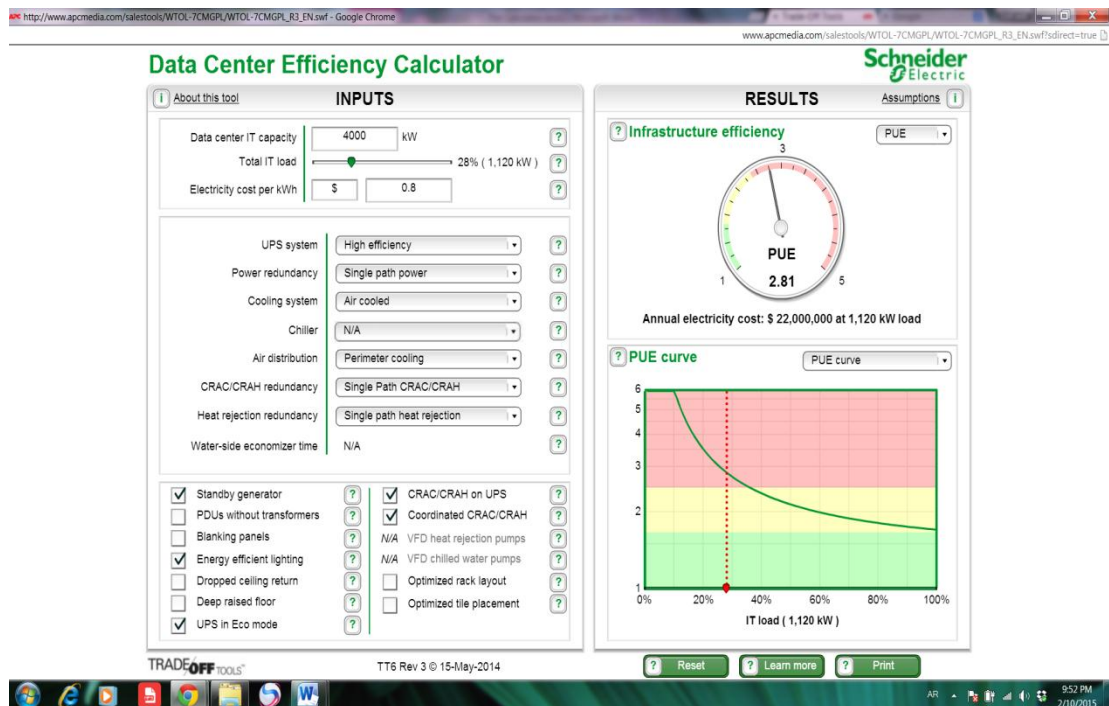 http://www.apcmedia.com/salestools/WTOL-7CMGPL/WTOL-7CMGPL_R3_EN.swf - Google Chrome
www.apcmedia.com/salestools/WTOL-7CMGPL/WTOL-7CMGPL_R3_EN.swf?sdirect=true
Data Center Efficiency Calculator
Schneider Electric
i About this tool
INPUTS
Data center IT capacity 4000 kW ?
Total IT load 28% ( 1,120 kW ) ?
Electricity cost per kWh $ 0.8 ?
UPS system High efficiency ?
Power redundancy Single path power ?
Cooling system Air cooled ?
Chiller N/A ?
Air distribution Perimeter cooling ?
CRAC/CRAH redundancy Single Path CRAC/CRAH ?
Heat rejection redundancy Single path heat rejection ?
Water-side economizer time N/A ?
Standby generator ?
PDUs without transformers ?
Blanking panels ?
Energy efficient lighting ?
Dropped ceiling return ?
Deep raised floor ?
UPS in Eco mode ?
CRAC/CRAH on UPS ?
Coordinated CRAC/CRAH ?
N/A VFD heat rejection pumps ?
N/A VFD chilled water pumps ?
Optimized rack layout ?
Optimized tile placement ?
RESULTS
Assumptions i
? Infrastructure efficiency PUE
3
1
5
PUE
2.81
Annual electricity cost: $ 22,000,000 at 1,120 kW load
? PUE curve PUE curve
6
5
4
3
2
1
0% 20% 40% 60% 80% 100%
IT load ( 1,120 kW )
TRADE OFF TOOLS™
TT6 Rev 3 © 15-May-2014
? Reset ? Learn more ? Print
AR
9:52 PM
2/10/2015